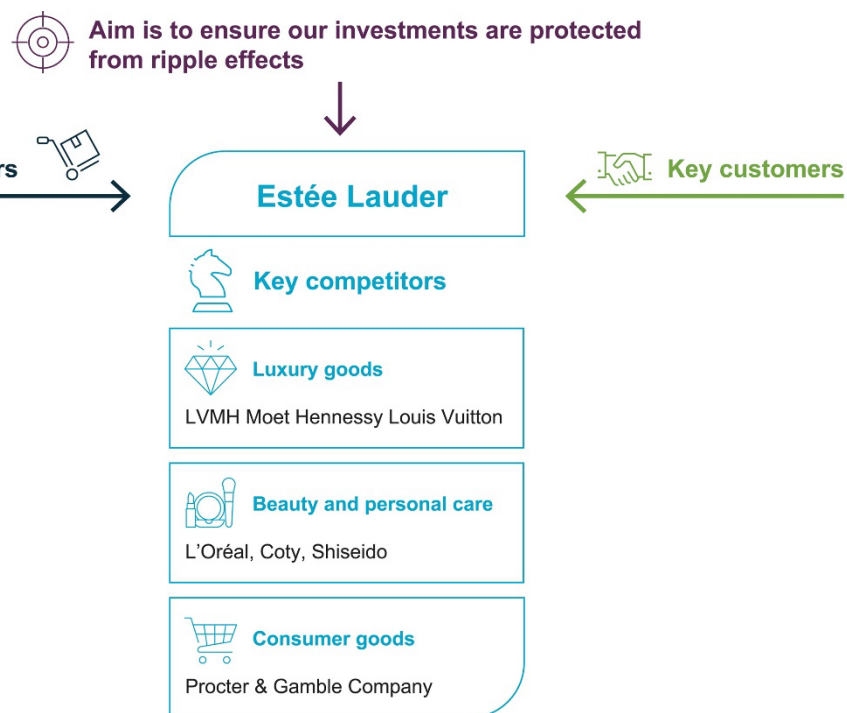 Aim is to ensure our investments are protected
from ripple effects
rs
Estée Lauder
Key customers
Key competitors
Luxury goods
LVMH Moet Hennessy Louis Vuitton
Beauty and personal care
L’Oréal, Coty, Shiseido
Consumer goods
Procter & Gamble Company